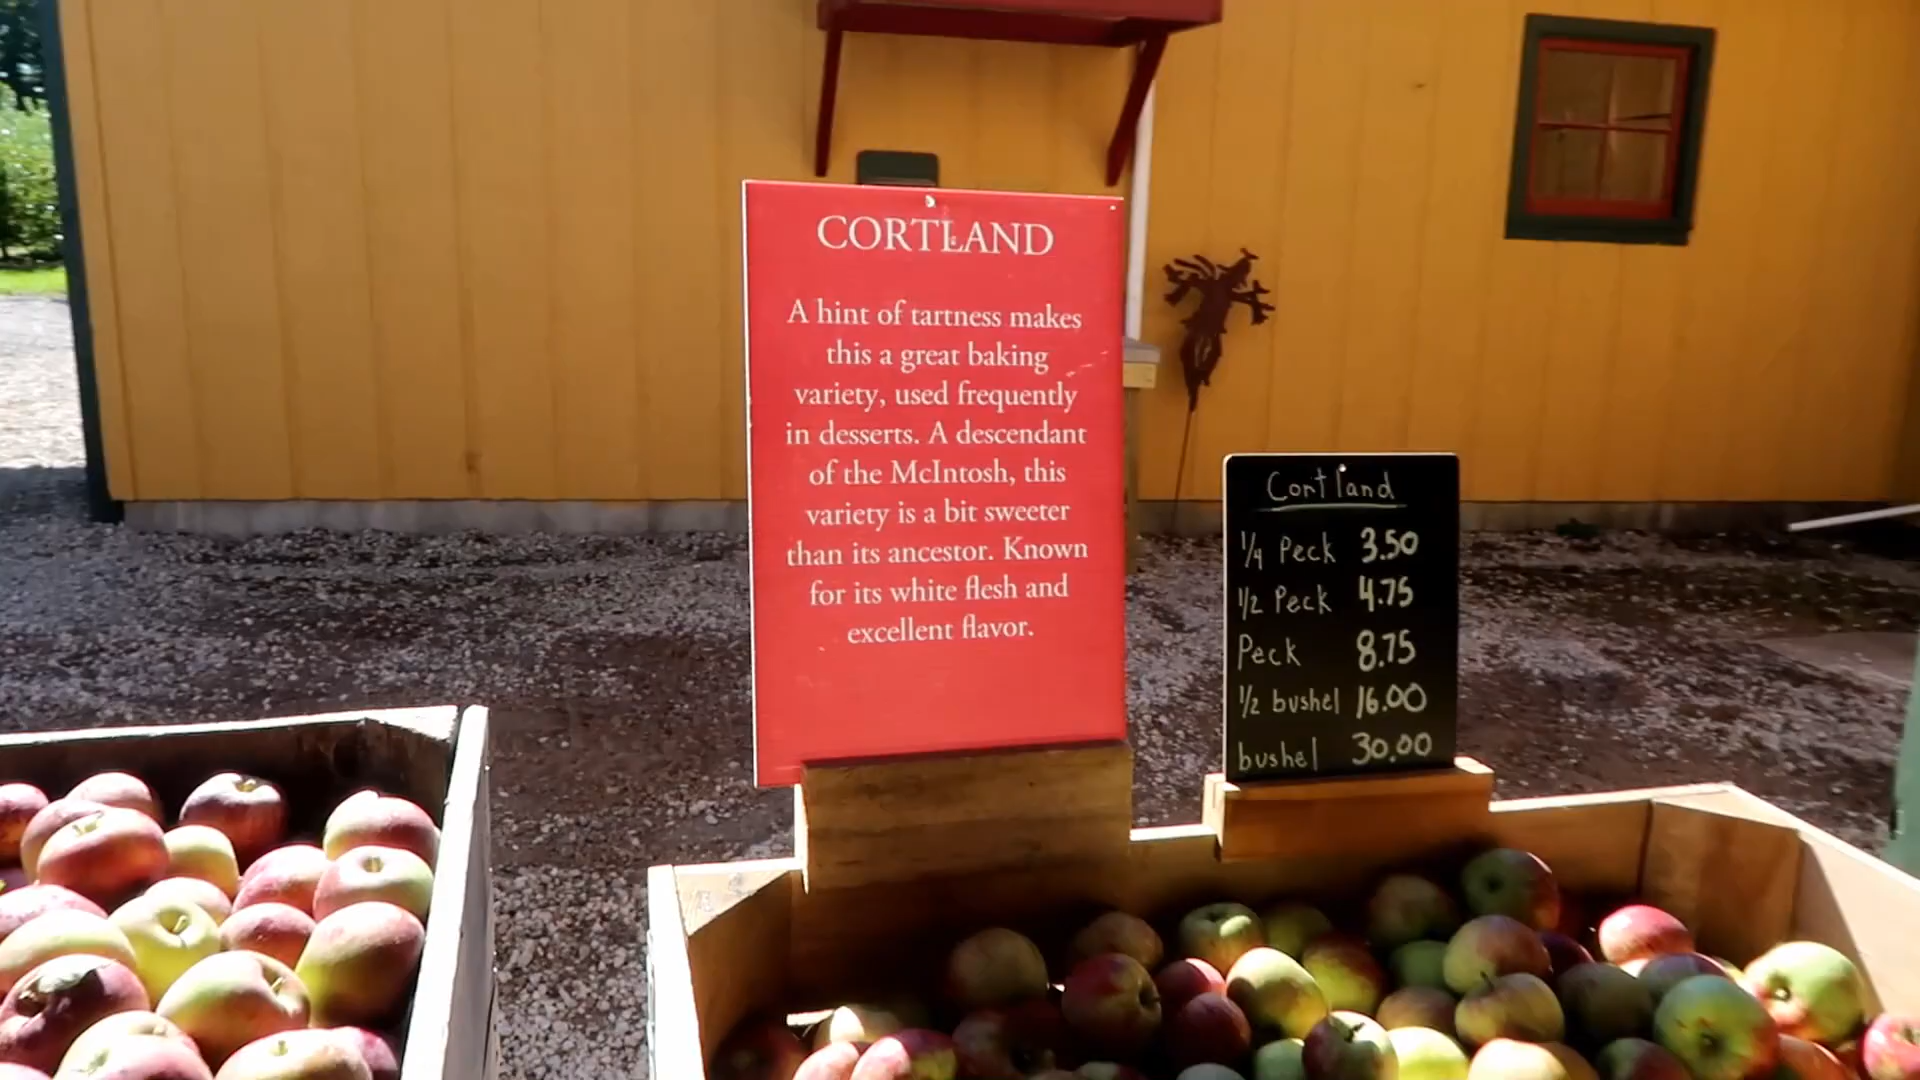 CORTLAND
A hint of tartness makes
this a great baking
variety, used frequently
in desserts. A descendant
of the McIntosh, this
variety is a bit sweeter
than its ancestor. Known
for its white flesh and
excellent flavor.
Cortland
1/4 Peck 3.50
1/2 Peck 4.75
Peck 8.75
1/2 bushel 16.00
bushel 30.00